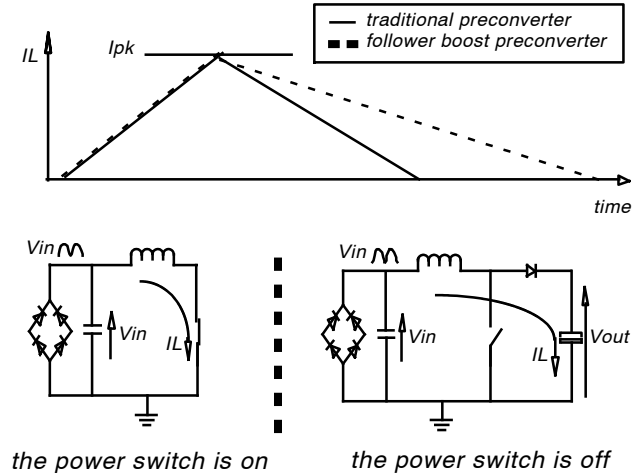 traditional preconverter
follower boost preconverter
Ipk
IL
time
Vin
Vin
IL
Vin
Vin
IL
Vout
the power switch is on
the power switch is off